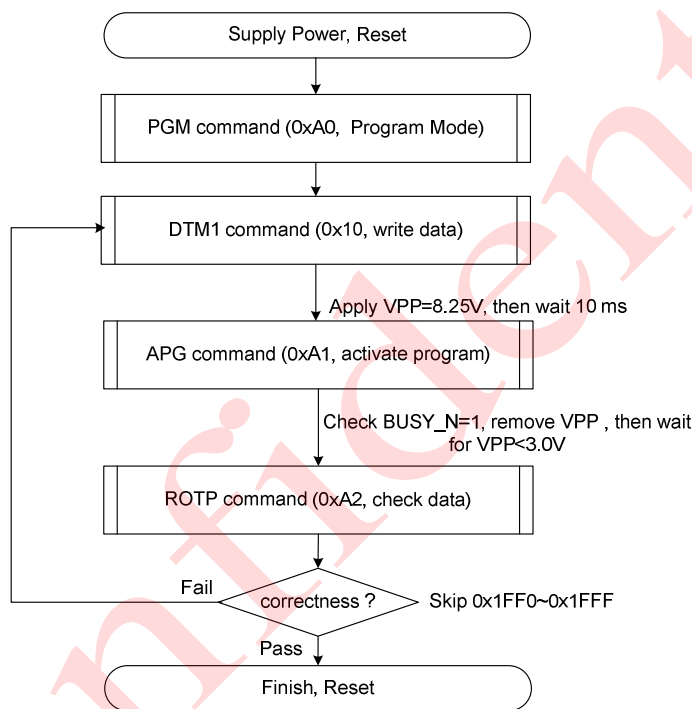 Supply Power, Reset
PGM command (0xA0, Program Mode)
DTM1 command (0x10, write data)
Apply VPP=8.25V, then wait 10 ms
APG command (0xA1, activate program)
Check BUSY_N=1, remove VPP , then wait
for VPP<3.0V
ROTP command (0xA2, check data)
Fail
correctness ?
Skip 0x1FF0~0x1FFF
Pass
Finish, Reset
nfident